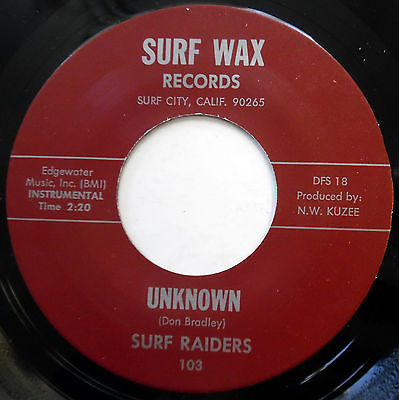 SURF WAX
RECORDS
SURF CITY, CALIF. 90265
Edgewater
Music, Inc. (BMI)
INSTRUMENTAL
Time 2:20
DFS 18
Produced by:
N.W. KUZEE
UNKNOWN
(Don Bradley)
SURF RAIDERS
103